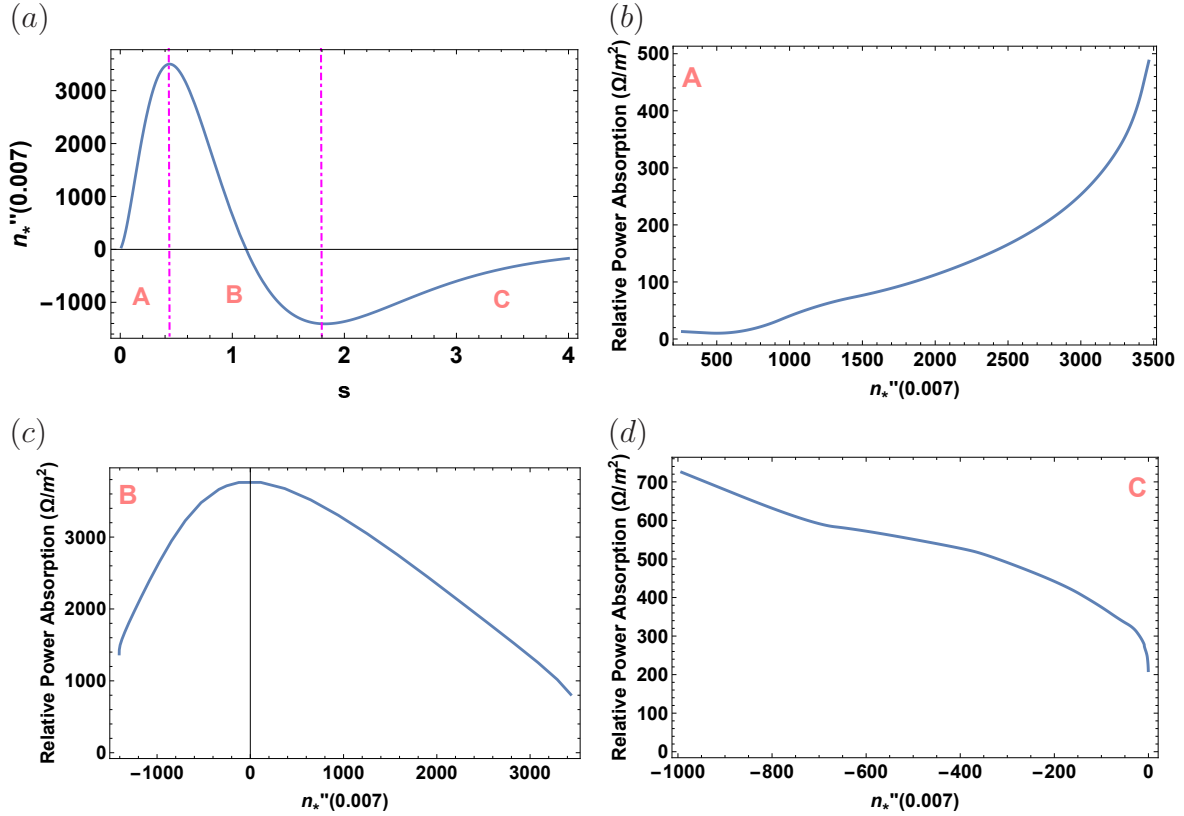 (a)
n*''(0.007)
3000
2000
1000
0
−1000
A
B
C
0 1 2 3 4
s
(b)
Relative Power Absorption (Ω/m²)
A
500
400
300
200
100
0
500 1000 1500 2000 2500 3000 3500
n*''(0.007)
(c)
Relative Power Absorption (Ω/m²)
B
3000
2000
1000
0
−1000 0 1000 2000 3000
n*''(0.007)
(d)
Relative Power Absorption (Ω/m²)
C
700
600
500
400
300
200
100
0
−1000 −800 −600 −400 −200 0
n*''(0.007)